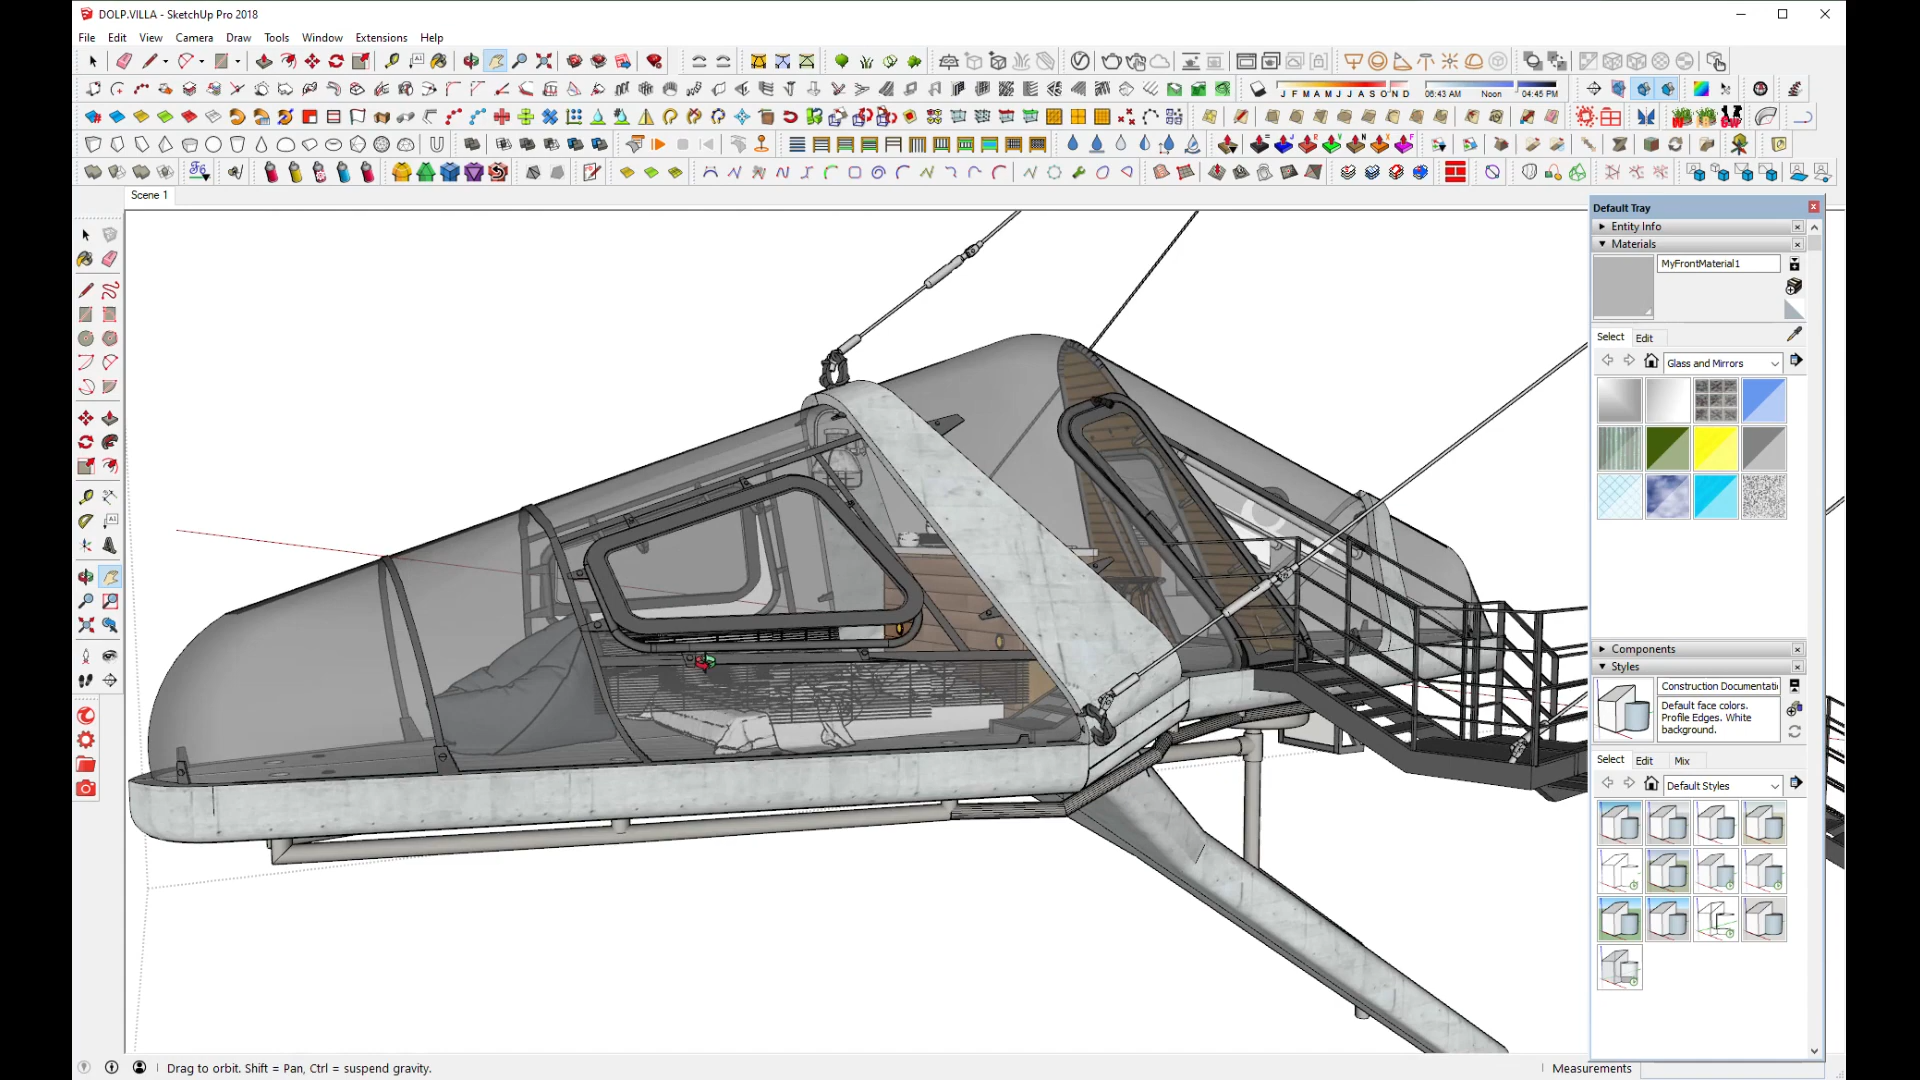 DOLP.VILLA - SketchUp Pro 2018
File Edit View Camera Draw Tools Window Extensions Help
J F M A M J J A S O N D 06:43 AM Noon 04:45 PM
Scene 1
Default Tray
Entity Info
Materials
MyFrontMaterial1
Select Edit
Glass and Mirrors
Components
Styles
Construction Documentati
Default face colors.
Profile Edges. White
background.
Select Edit Mix
Default Styles
Drag to orbit. Shift = Pan, Ctrl = suspend gravity.
Measurements